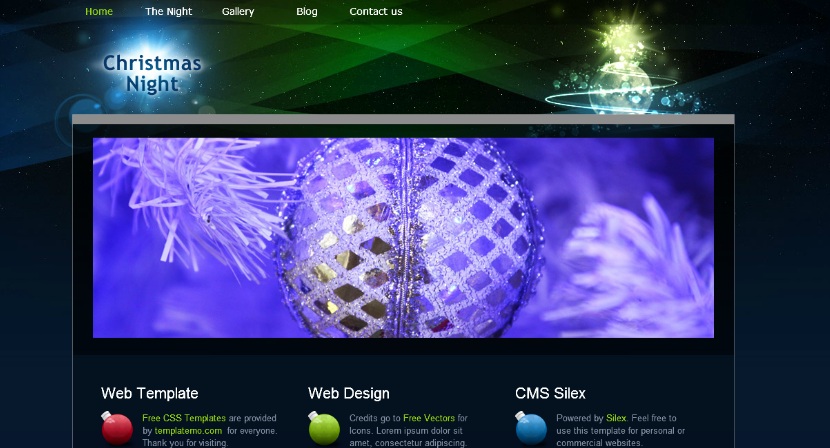 Home The Night Gallery Blog Contact us
Christmas
Night
Web Template
Free CSS Templates are provided
by templatemo.com for everyone.
Thank you for visiting.
Web Design
Credits go to Free Vectors for
Icons. Lorem ipsum dolor sit
amet, consectetur adipiscing.
CMS Silex
Powered by Silex. Feel free to
use this template for personal or
commercial websites.